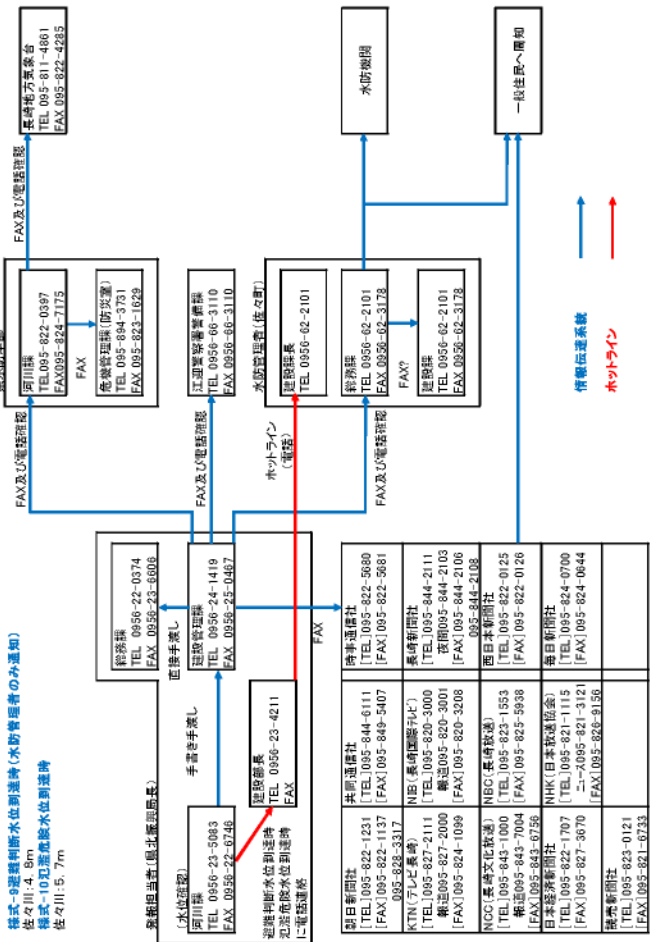 様式-9避難判断水位到達時(水防管理者のみ通知)
佐々川:4.8m
様式-10氾濫危険水位到達時
佐々川:5.7m
発報担当者(県北振興局長)
(水位確認)
河川課
TEL 0956-23-5083
FAX 0956-22-6746
手書き手渡し
避難判断水位到達時
氾濫危険水位到達時
に電話連絡
建設部長
TEL 0956-23-4211
FAX
総務課
TEL 0956-22-0374
FAX 0956-23-6606
直接手渡し
建設管理課
TEL 0956-24-1419
FAX 0956-25-0467
FAX
FAX及び電話確認
FAX及び電話確認
ホットライン
(電話)
FAX及び電話確認
河川課
TEL095-822-0397
FAX095-824-7175
FAX
危機管理課(防災室)
TEL 095-894-3731
FAX 095-823-1629
江迎警察署警備課
TEL 0956-66-3110
FAX 0956-66-3110
水防管理者(佐々町)
建設課長
TEL 0956-62-2101
総務課
TEL 0956-62-2101
FAX 0956-62-3178
FAX?
建設課
TEL 0956-62-2101
FAX 0956-62-3178
FAX及び電話確認
長崎地方気象台
TEL 095-811-4861
FAX 095-822-4285
水防機関
一般住民へ周知
情報伝達系統
ホットライン
朝日新聞社
[TEL]095-822-1231
[FAX]095-822-1137
095-828-3317
共同通信社
[TEL]095-844-6111
[FAX]095-849-5407
時事通信社
[TEL]095-822-5680
[FAX]095-822-5681
KTN(テレビ長崎)
[TEL]095-827-2111
報道095-827-2000
[FAX]095-824-1099
NIB(長崎国際テレビ)
[TEL]095-820-3000
報道095-820-3001
[FAX]095-820-3208
長崎新聞社
[TEL]095-844-2111
夜間095-844-2103
[FAX]095-844-2106
095-844-2108
NCC(長崎文化放送)
[TEL]095-843-1000
報道095-843-7004
[FAX]095-843-6756
NBC(長崎放送)
[TEL]095-823-1553
[FAX]095-825-5938
西日本新聞社
[TEL]095-822-0125
[FAX]095-822-0126
日本経済新聞社
[TEL]095-822-1707
[FAX]095-827-3670
NHK(日本放送協会)
[TEL]095-821-1115
ニュース095-821-3121
[FAX]095-826-9156
毎日新聞社
[TEL]095-824-0700
[FAX]095-824-0644
読売新聞社
[TEL]095-823-0121
[FAX]095-821-6733